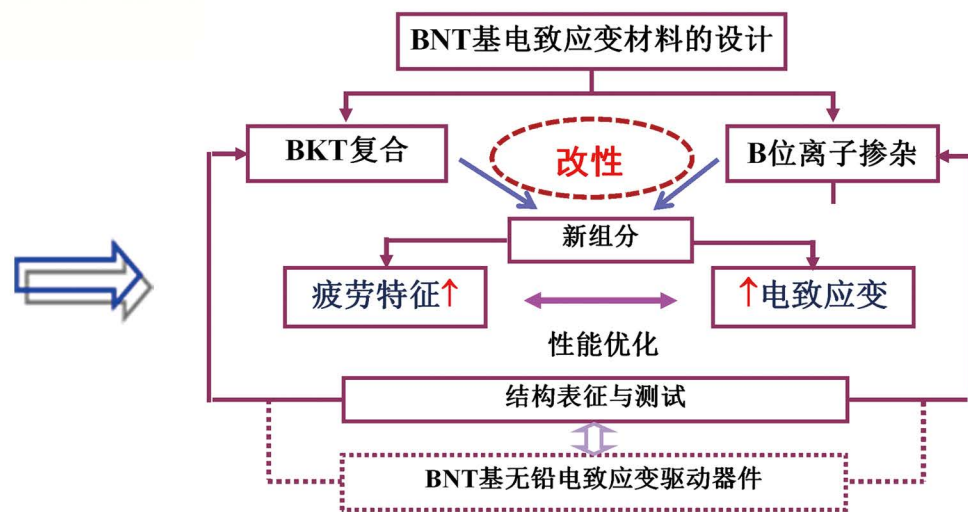 BNT基电致应变材料的设计
BKT复合
改性
B位离子掺杂
新组分
疲劳特征↑
↑电致应变
性能优化
结构表征与测试
BNT基无铅电致应变驱动器件